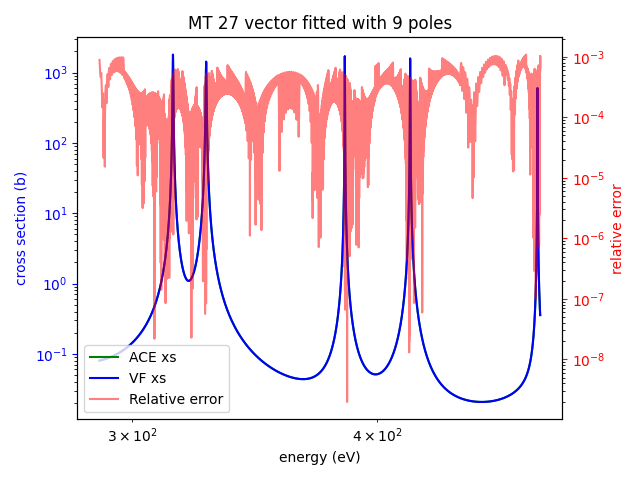 MT 27 vector fitted with 9 poles
10³
10²
10¹
10⁰
10⁻¹
cross section (b)
10⁻³
10⁻⁴
10⁻⁵
10⁻⁶
10⁻⁷
10⁻⁸
relative error
ACE xs
VF xs
Relative error
3 × 10² 4 × 10²
energy (eV)